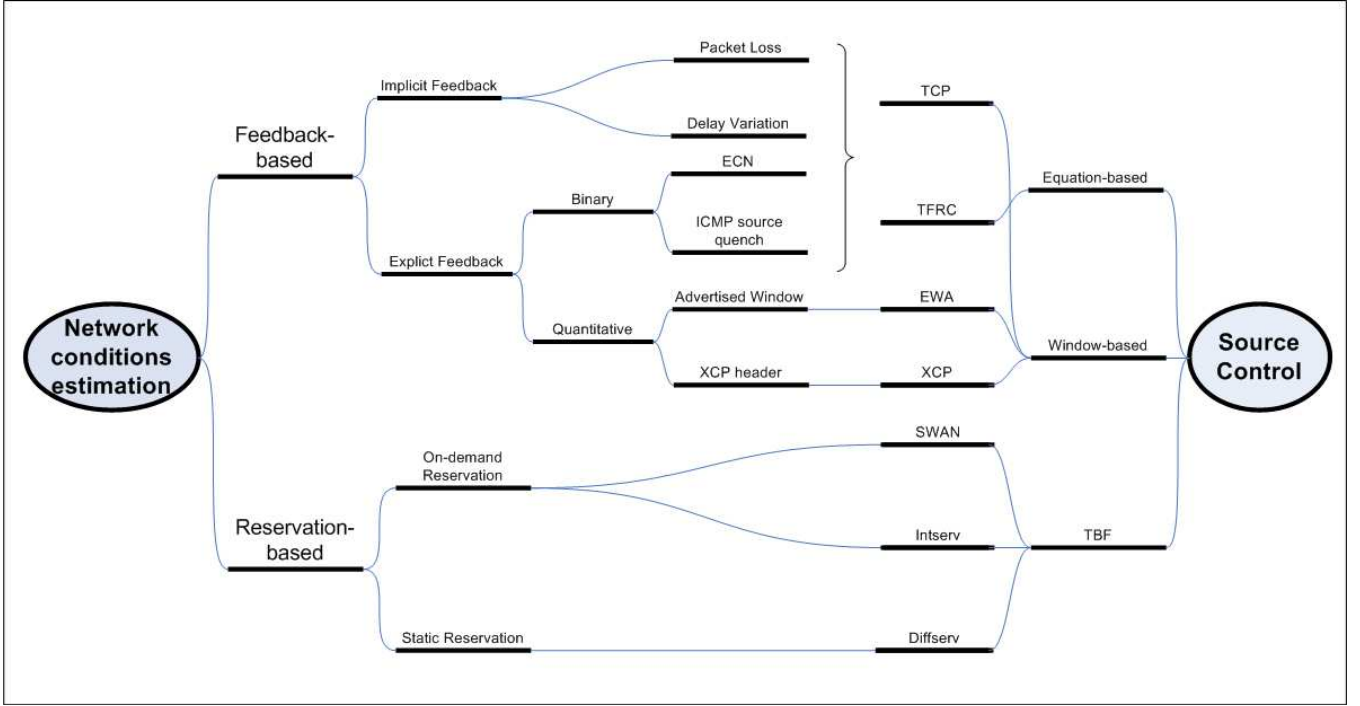 Network
conditions
estimation
Feedback-
based
Implicit Feedback
Packet Loss
Delay Variation
Explict Feedback
Binary
ECN
ICMP source
quench
Quantitative
Advertised Window
XCP header
TCP
TFRC
EWA
XCP
Equation-based
Window-based
Reservation-
based
On-demand
Reservation
Static Reservation
SWAN
Intserv
Diffserv
TBF
Source
Control